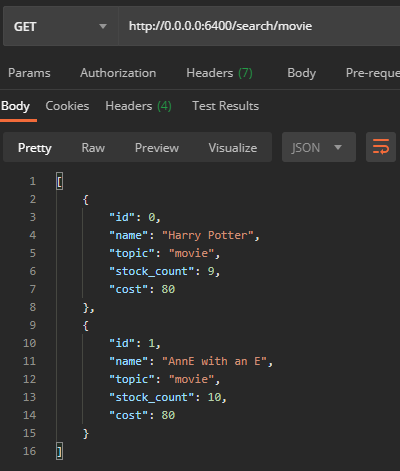 GET http://0.0.0.0:6400/search/movie
Params Authorization Headers (7) Body Pre-reque
Body Cookies Headers (4) Test Results
Pretty Raw Preview Visualize JSON
1 [
2 {
3 "id": 0,
4 "name": "Harry Potter",
5 "topic": "movie",
6 "stock_count": 9,
7 "cost": 80
8 },
9 {
10 "id": 1,
11 "name": "AnnE with an E",
12 "topic": "movie",
13 "stock_count": 10,
14 "cost": 80
15 }
16 ]